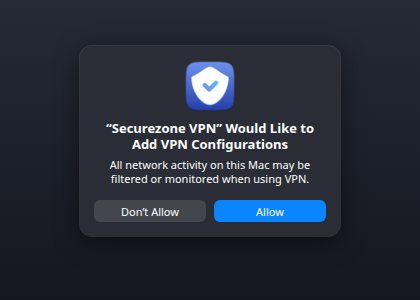 “Securezone VPN” Would Like to
Add VPN Configurations
All network activity on this Mac may be
filtered or monitored when using VPN.
Don’t Allow
Allow